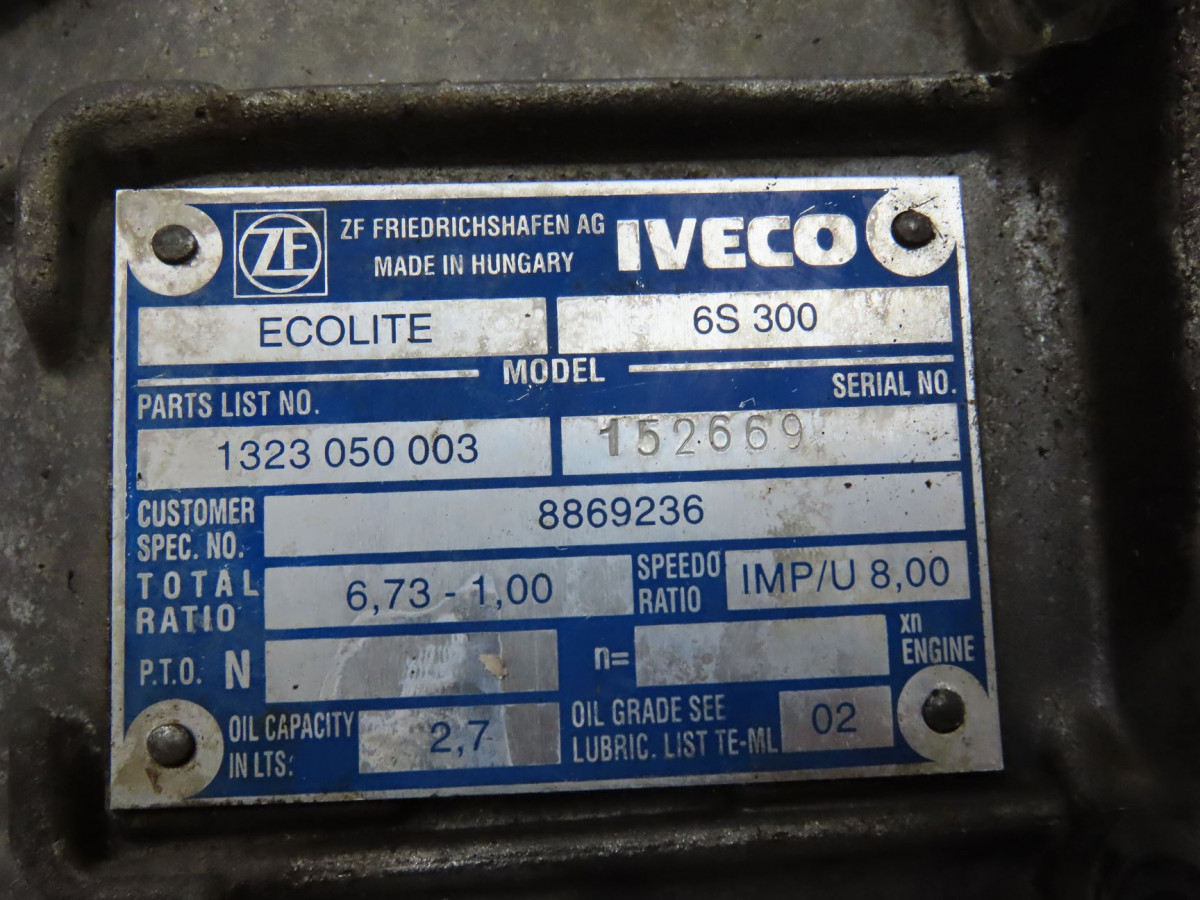 ZF
ZF FRIEDRICHSHAFEN AG
MADE IN HUNGARY
IVECO
ECOLITE
6S 300
MODEL
PARTS LIST NO.
SERIAL NO.
1323 050 003
152669
CUSTOMER
SPEC. NO.
8869236
TOTAL
RATIO
6,73 - 1,00
SPEEDO
RATIO
IMP/U 8,00
P.T.O. N
n=
xn
ENGINE
OIL CAPACITY
IN LTS:
2,7
OIL GRADE SEE
LUBRIC. LIST TE-ML
02